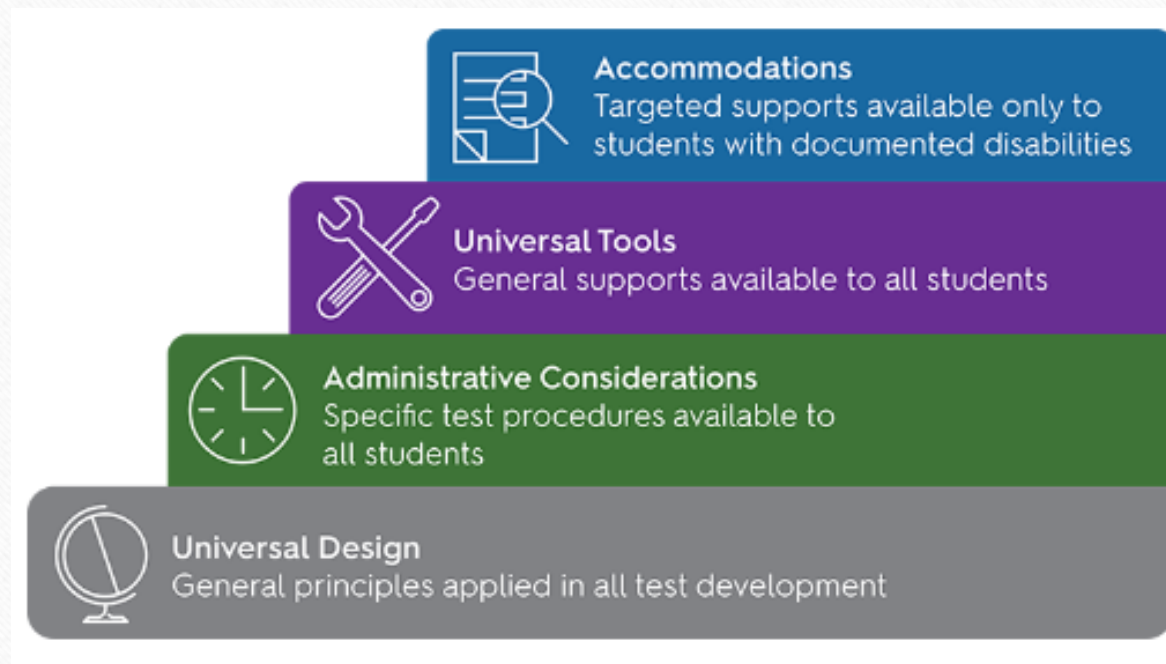 Accommodations
Targeted supports available only to
students with documented disabilities
Universal Tools
General supports available to all students
Administrative Considerations
Specific test procedures available to
all students
Universal Design
General principles applied in all test development